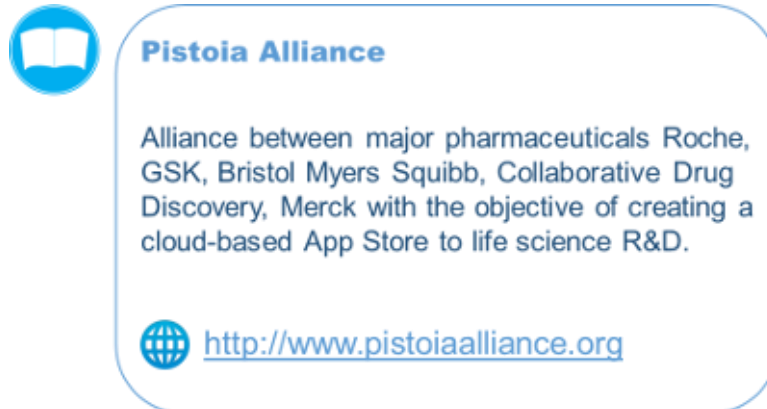 Pistoia Alliance
Alliance between major pharmaceuticals Roche,
GSK, Bristol Myers Squibb, Collaborative Drug
Discovery, Merck with the objective of creating a
cloud-based App Store to life science R&D.
http://www.pistoiaalliance.org